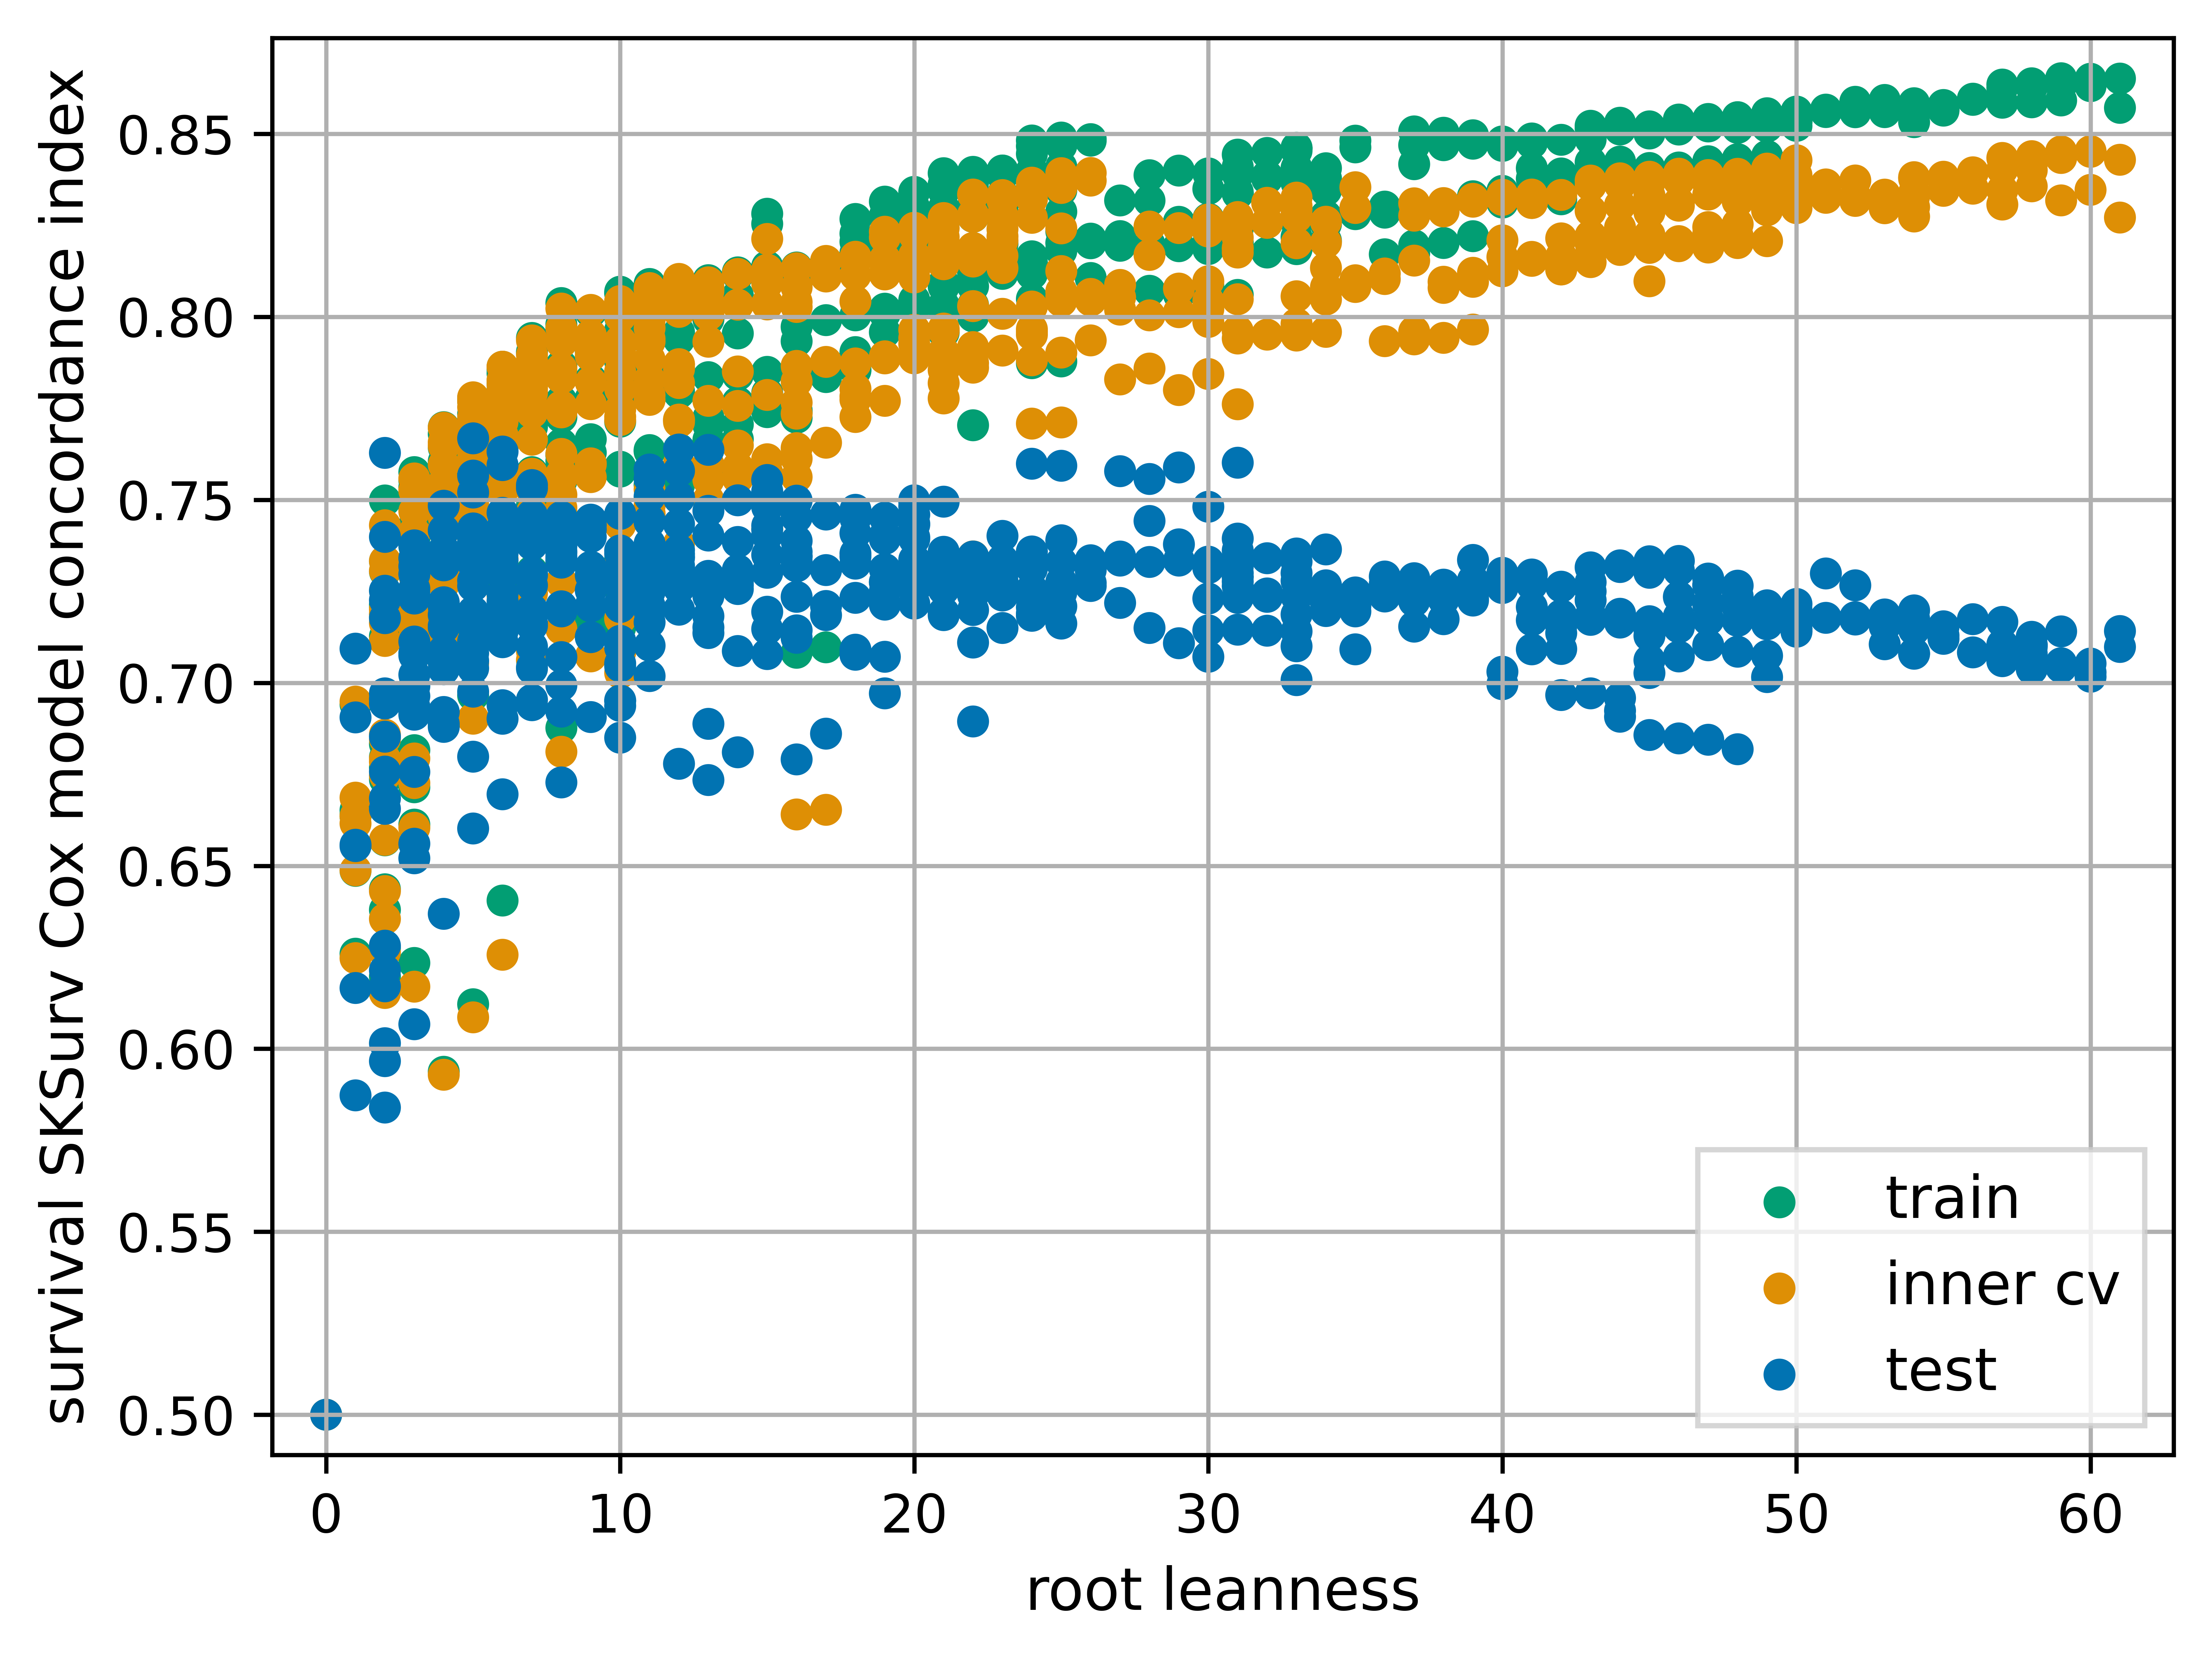 survival SKSurv Cox model concordance index
0.85
0.80
0.75
0.70
0.65
0.60
0.55
0.50
train
inner cv
test
0 10 20 30 40 50 60
root leanness